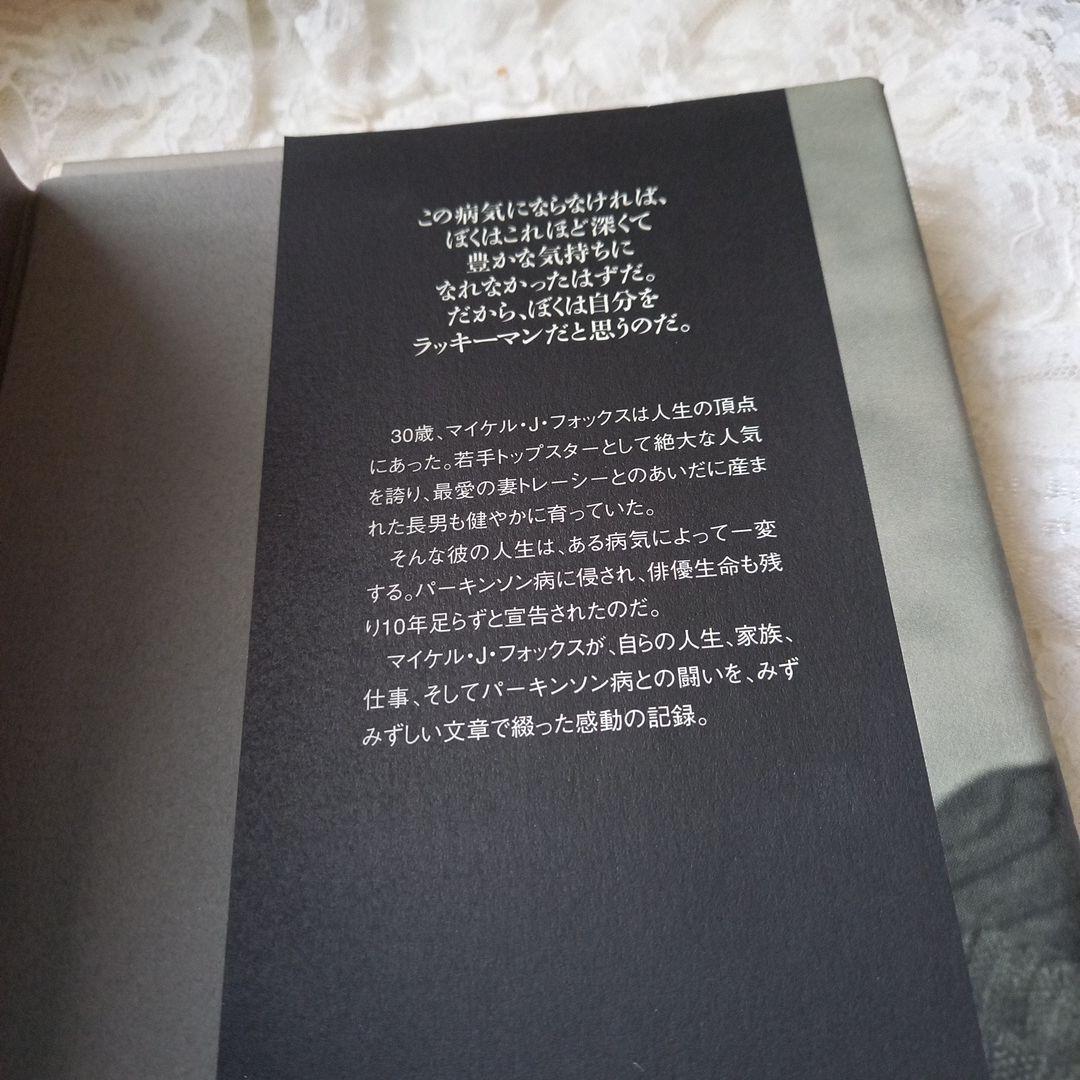 この病気にならなければ、
ぼくはこれほど深くて
豊かな気持ちに
なれなかったはずだ。
だから、ぼくは自分を
ラッキーマンだと思うのだ。
30歳、マイケル・J・フォックスは人生の頂点
にあった。若手トップスターとして絶大な人気
を誇り、最愛の妻トレーシーとのあいだに産ま
れた長男も健やかに育っていた。
そんな彼の人生は、ある病気によって一変
する。パーキンソン病に侵され、俳優生命も残
り10年足らずと宣告されたのだ。
マイケル・J・フォックスが、自らの人生、家族、
仕事、そしてパーキンソン病との闘いを、みず
みずしい文章で綴った感動の記録。